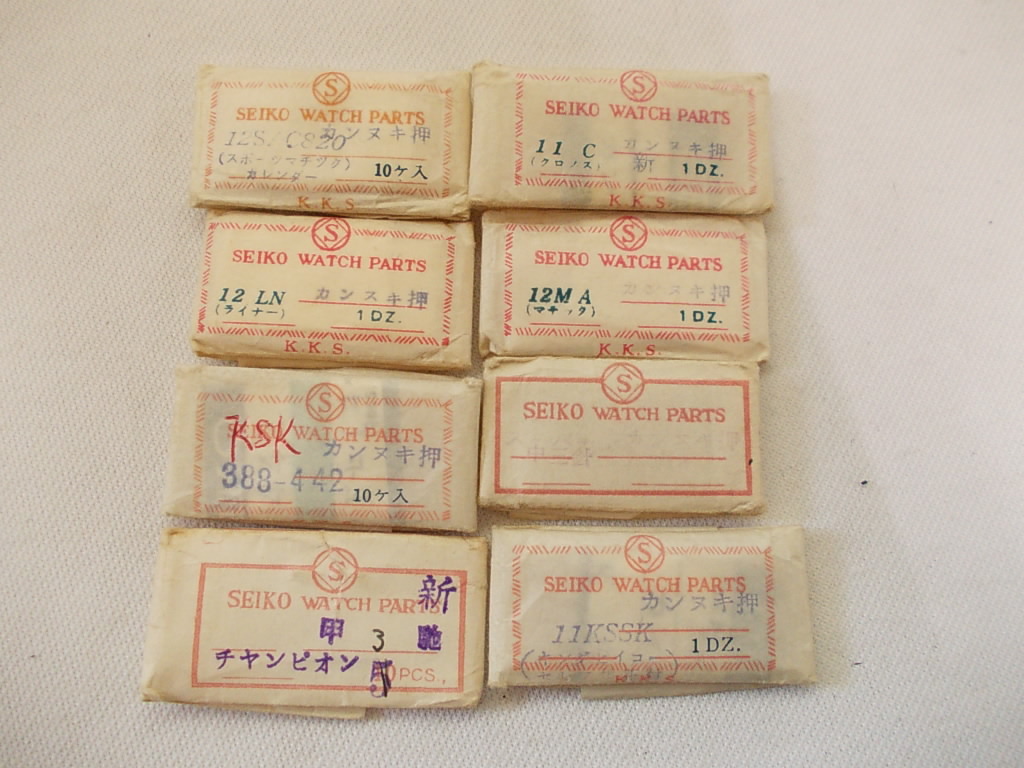 S
SEIKO WATCH PARTS
カンヌキ押
(スポーツマチック)
カレンダー 10ケ入
K.K.S.
S
SEIKO WATCH PARTS
11 C カンヌキ押
(クロノス) 新 1DZ.
K.K.S.
S
SEIKO WATCH PARTS
12 LN カンヌキ押
(ライナー) 1DZ.
K.K.S.
S
SEIKO WATCH PARTS
12MA カンヌキ押
(マチック) 1DZ.
K.K.S.
S
SEIKO WATCH PARTS
KSK カンヌキ押
388-442 10ケ入
S
SEIKO WATCH PARTS
S
SEIKO WATCH PARTS 新
甲 3
チヤンピオン
PCS.,
S
SEIKO WATCH PARTS
カンヌキ押
11KSSK 1DZ.
K.K.S.